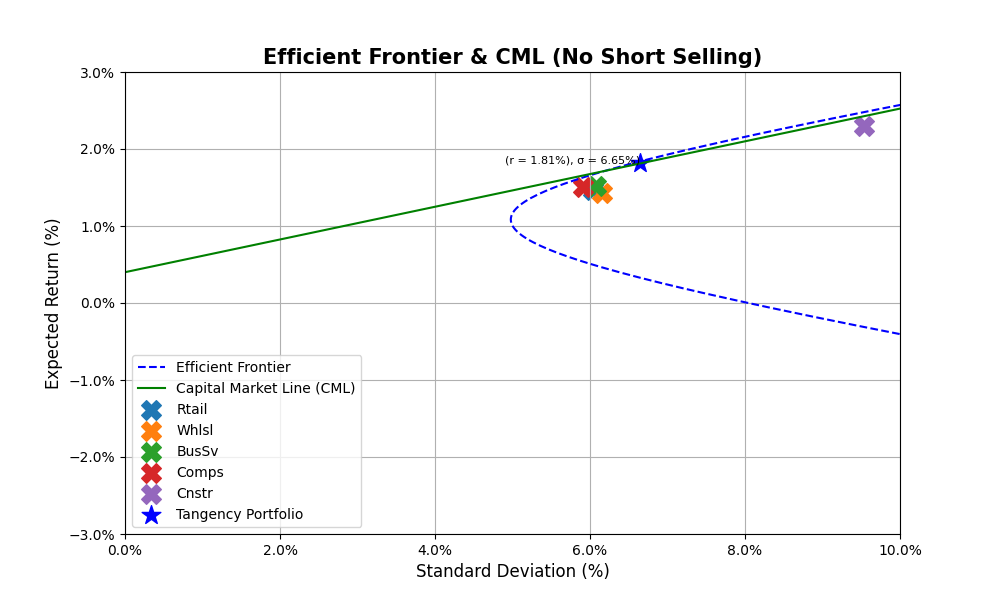 Efficient Frontier & CML (No Short Selling)
Expected Return (%)
3.0%
2.0%
1.0%
0.0%
−1.0%
−2.0%
−3.0%
(r = 1.81%), σ = 6.65%)
Efficient Frontier
Capital Market Line (CML)
Rtail
Whlsl
BusSv
Comps
Cnstr
Tangency Portfolio
0.0% 2.0% 4.0% 6.0% 8.0% 10.0%
Standard Deviation (%)